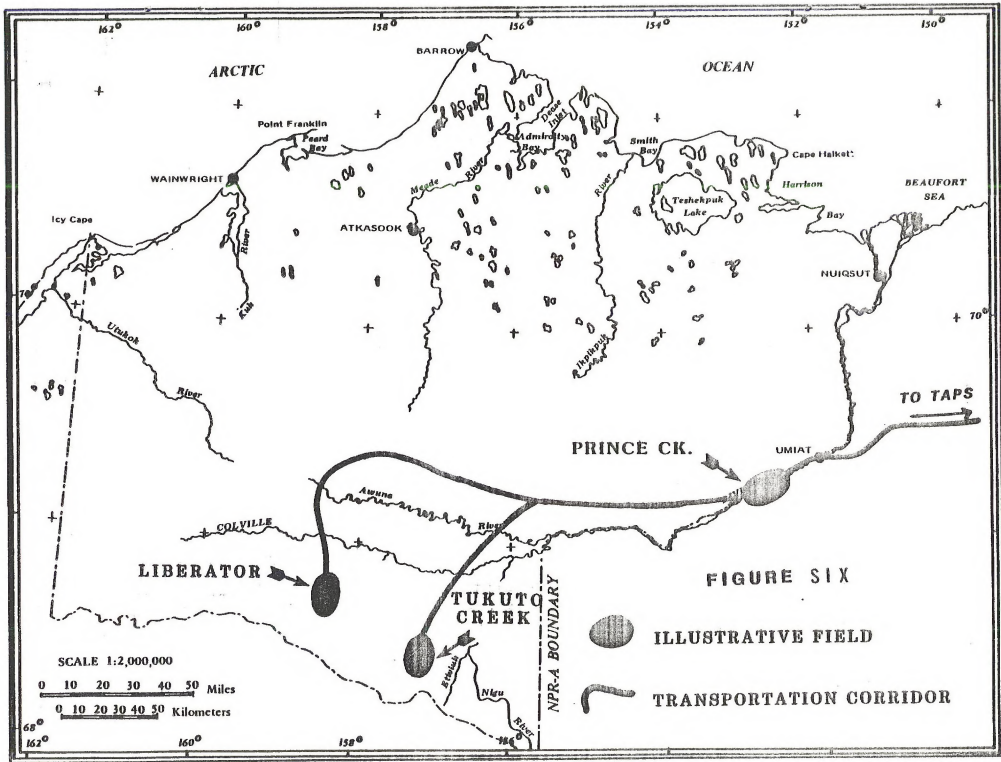 162°
160
158°
156°
154°
152°
150°
BARROW
ARCTIC
OCEAN
Point Franklin
Peard
Bay
Dease
Inlet
Admiralty
Bay
Smith
Bay
Cape Halkett
WAINWRIGHT
Meade
River
River
Harrison
Bay
BEAUFORT
SEA
Teshekpuk
Lake
Icy Cape
River
Kuk
ATKASOOK
NUIQSUT
70°
Utukok
River
Ikpikpuk
TO TAPS
PRINCE CK.
UMIAT
Awuna
River
COLVILLE
LIBERATOR
TUKUTO
CREEK
FIGURE SIX
ILLUSTRATIVE FIELD
NPR-A BOUNDARY
TRANSPORTATION CORRIDOR
Etivluk
Nigu
River
SCALE 1:2,000,000
0 10 20 30 40 50 Miles
0 10 20 30 40 50 Kilometers
68°
162°
160
158
156